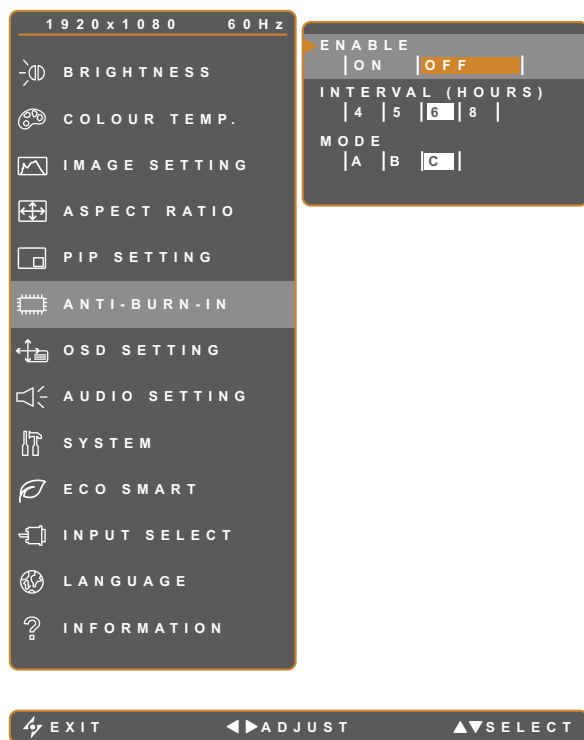 1920x1080 60Hz
BRIGHTNESS
COLOUR TEMP.
IMAGE SETTING
ASPECT RATIO
PIP SETTING
ANTI-BURN-IN
OSD SETTING
AUDIO SETTING
SYSTEM
ECO SMART
INPUT SELECT
LANGUAGE
INFORMATION
ENABLE
ON OFF
INTERVAL (HOURS)
4 5 6 8
MODE
A B C
EXIT ADJUST SELECT